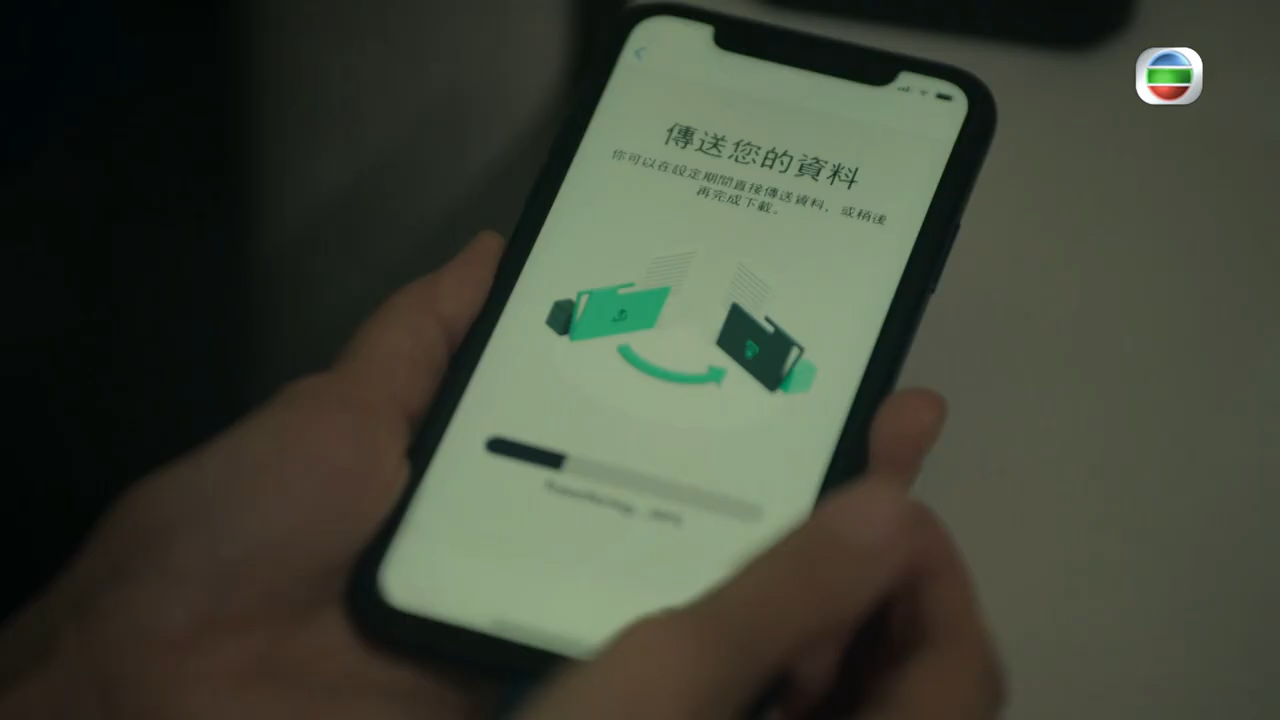 傳送您的資料
你可以在設定期間直接傳送資料，或稍後
再完成下載。